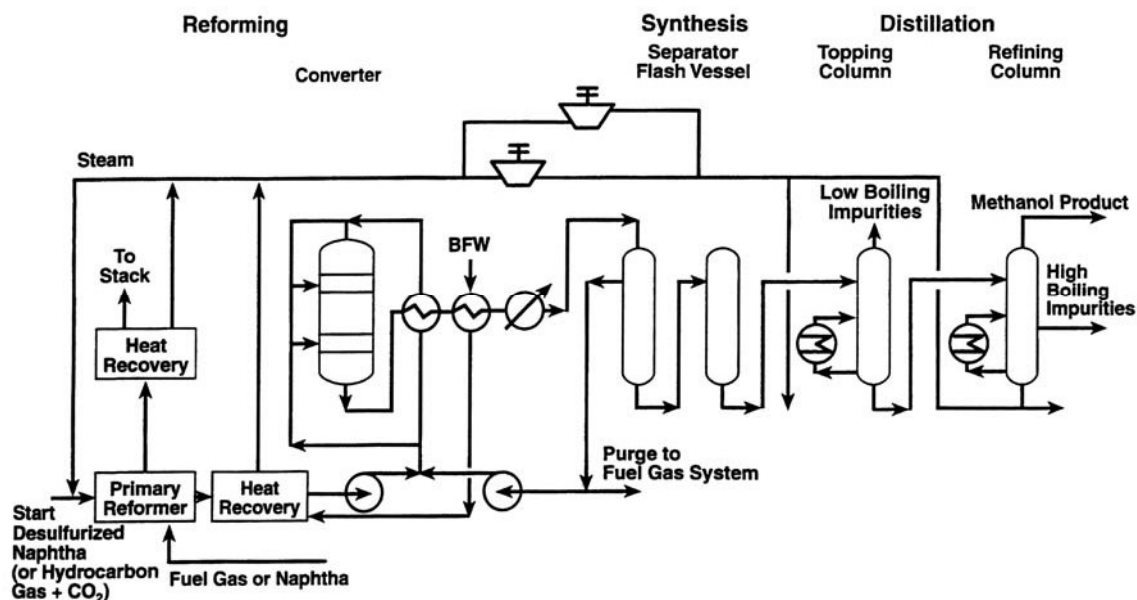 Reforming
Synthesis
Distillation
Converter
Separator
Flash Vessel
Topping
Column
Refining
Column
Steam
Low Boiling
Impurities
Methanol Product
To
Stack
BFW
High
Boiling
Impurities
Heat
Recovery
Purge to
Fuel Gas System
Primary
Reformer
Heat
Recovery
Start
Desulfurized
Naphtha
(or Hydrocarbon
Gas + CO₂)
Fuel Gas or Naphtha